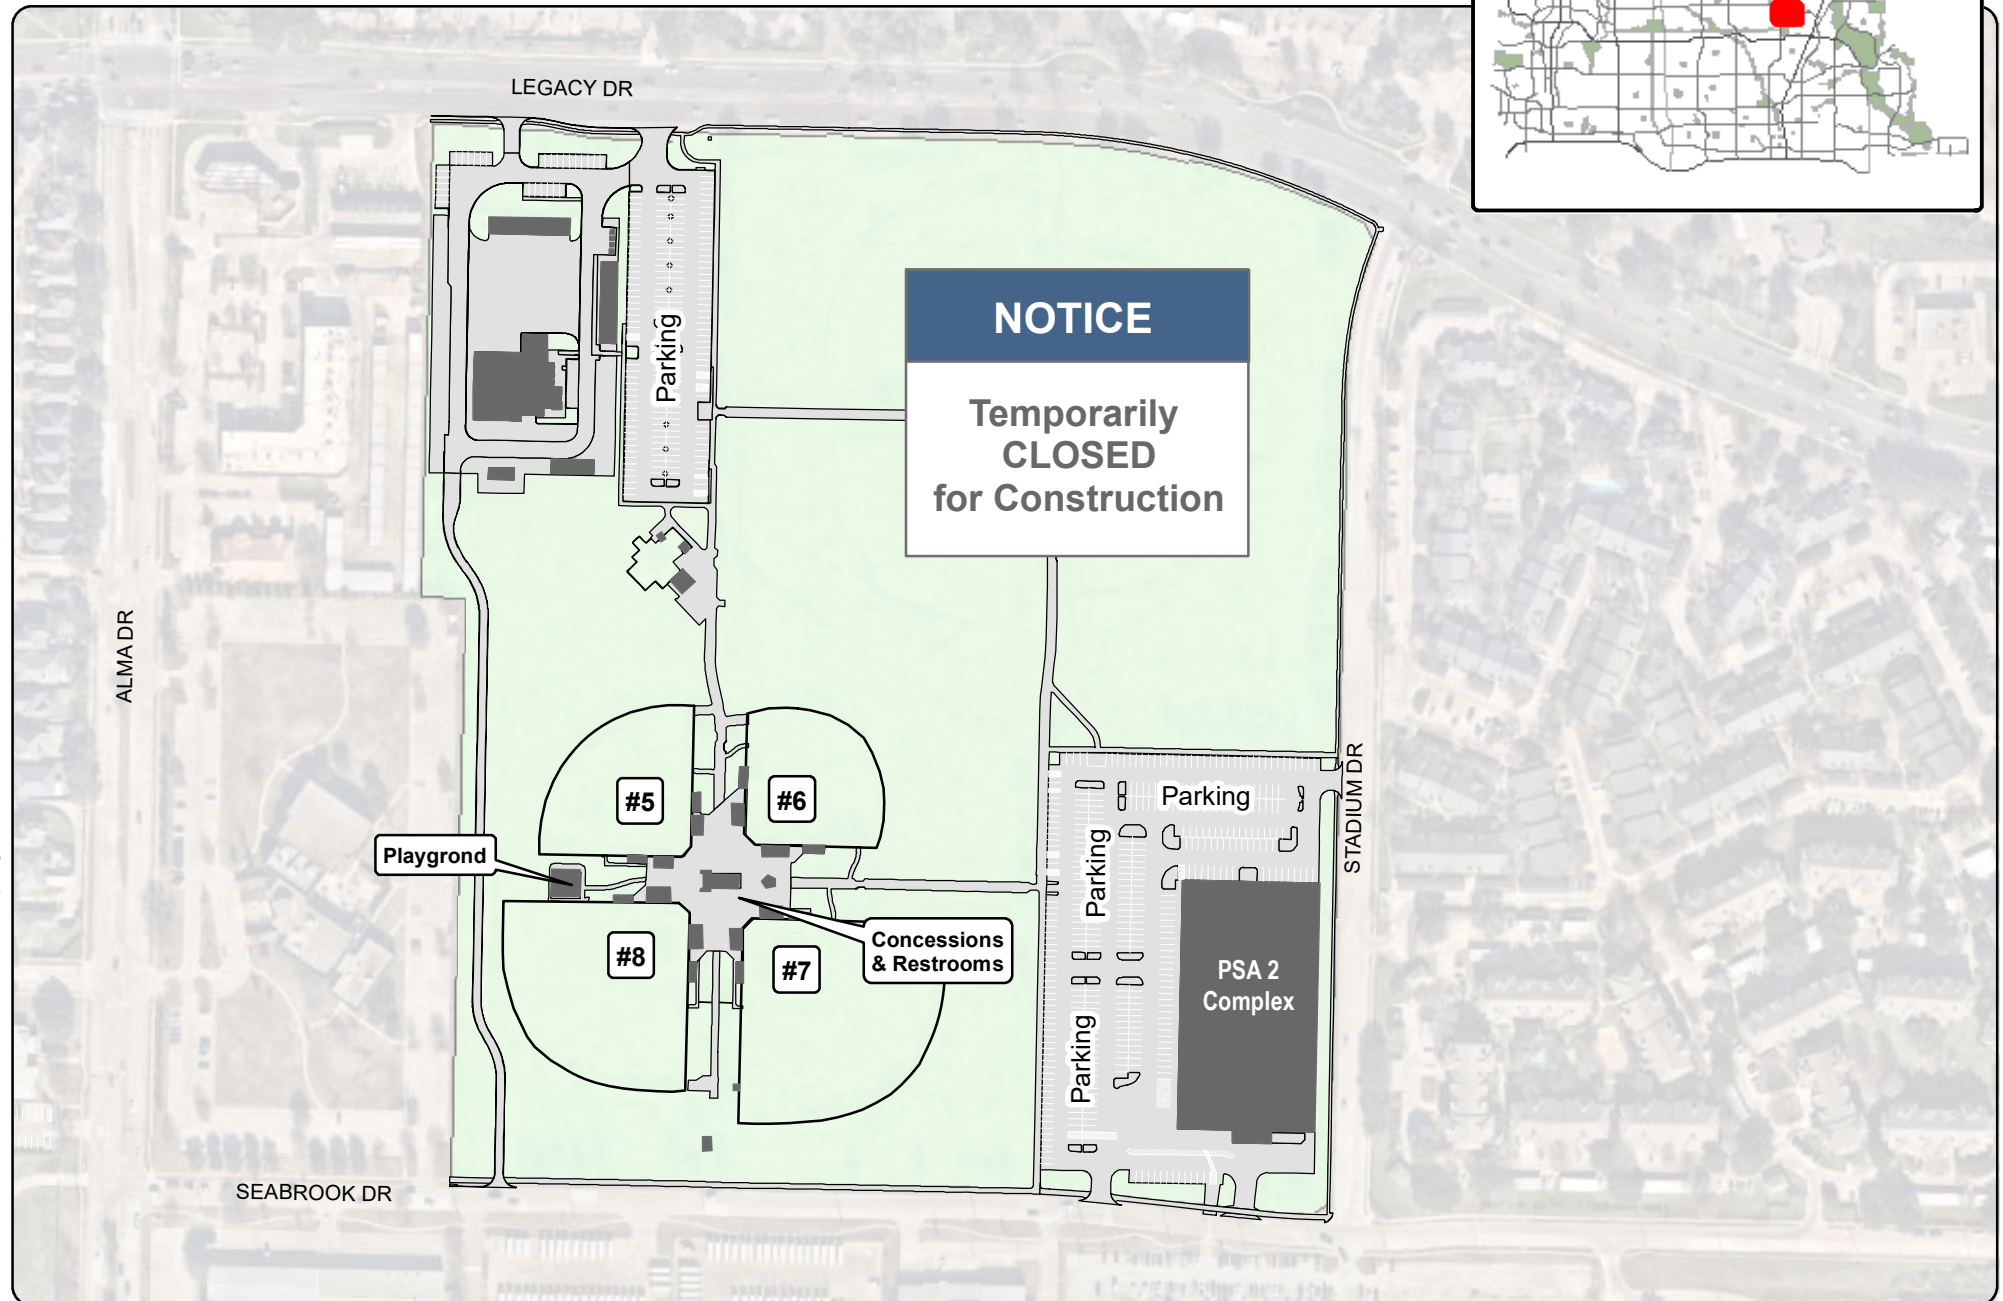 LEGACY DR
NOTICE
Temporarily
CLOSED
for Construction
Parking
ALMA DR
#5
#6
Playgrond
#8
#7
Concessions
& Restrooms
Parking
Parking
Parking
STADIUM DR
PSA 2
Complex
SEABROOK DR